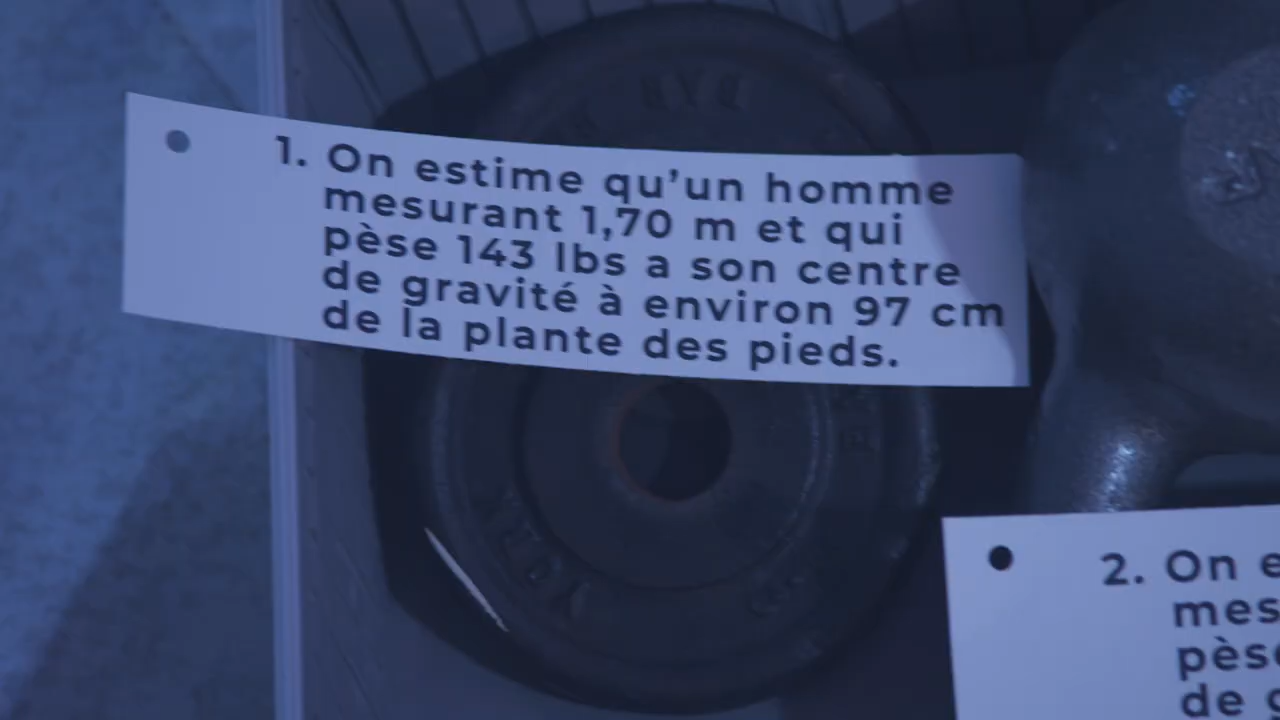 1. On estime qu’un homme
mesurant 1,70 m et qui
pèse 143 lbs a son centre
de gravité à environ 97 cm
de la plante des pieds.
2. On e
mes
pès
de g